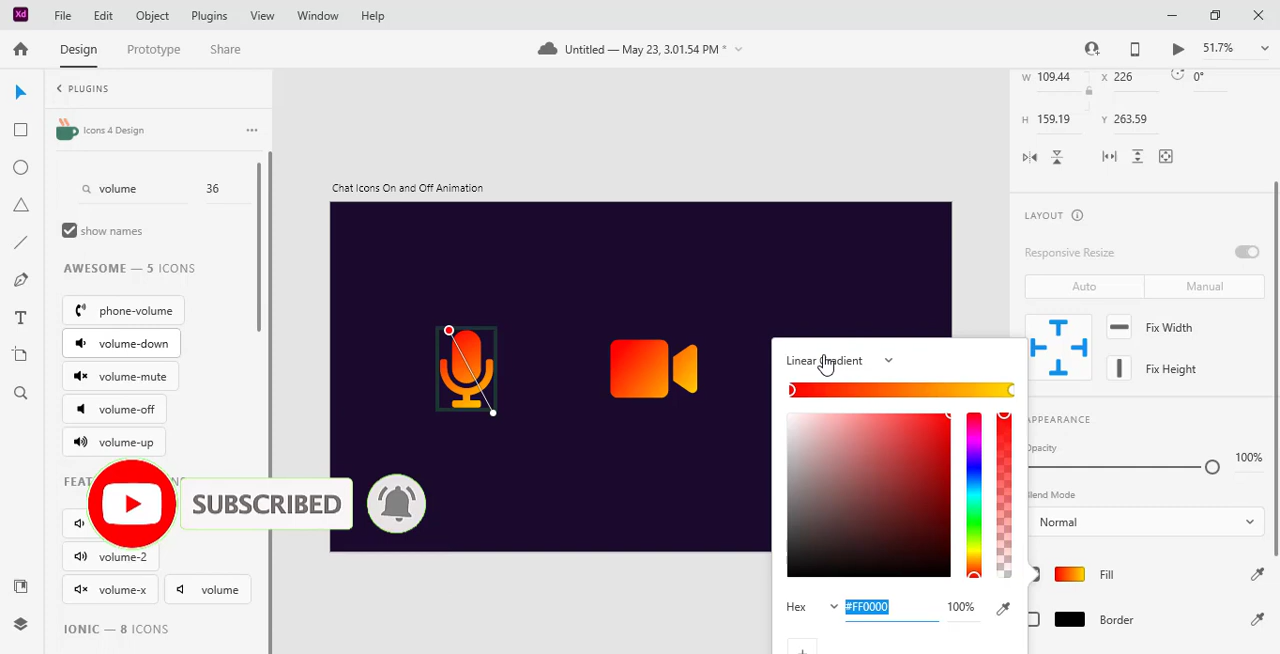 Xd File Edit Object Plugins View Window Help
Design Prototype Share Untitled — May 23, 3.01.54 PM * 51.7%
PLUGINS
Icons 4 Design
volume 36
show names
AWESOME — 5 ICONS
phone-volume
volume-down
volume-mute
volume-off
volume-up
volume-2
volume-x volume
IONIC — 8 ICONS
SUBSCRIBED
Chat Icons On and Off Animation
Linear Gradient
Hex #FF0000 100%
W 109.44 X 226 0°
H 159.19 Y 263.59
LAYOUT
Responsive Resize
Auto Manual
Fix Width
Fix Height
APPEARANCE
Opacity
100%
Blend Mode
Normal
Fill
Border